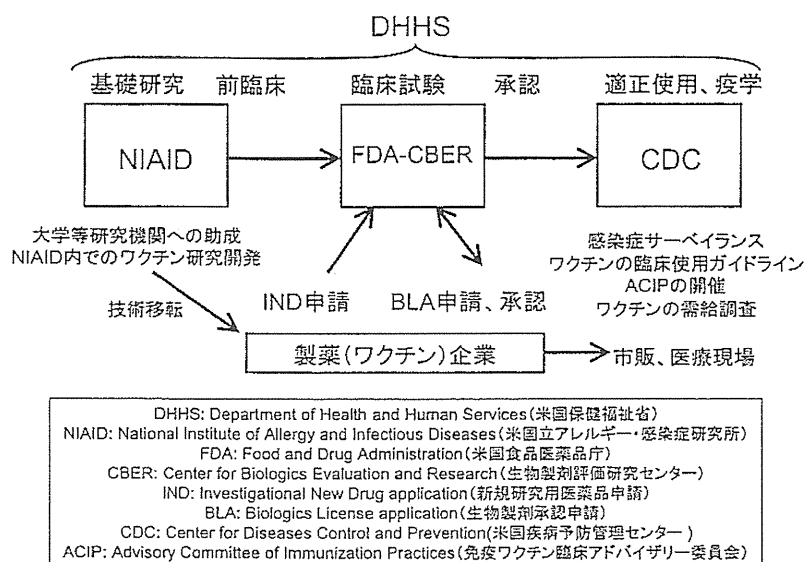 DHHS
基礎研究 前臨床 臨床試験 承認 適正使用、疫学
NIAID FDA-CBER CDC
大学等研究機関への助成
NIAID内でのワクチン研究開発
感染症サーベイランス
ワクチンの臨床使用ガイドライン
ACIPの開催
ワクチンの需給調査
技術移転 IND申請 BLA申請、承認
製薬(ワクチン)企業 市販、医療現場
DHHS: Department of Health and Human Services(米国保健福祉省)
NIAID: National Institute of Allergy and Infectious Diseases(米国立アレルギー・感染症研究所)
FDA: Food and Drug Administration(米国食品医薬品庁)
CBER: Center for Biologics Evaluation and Research(生物製剤評価研究センター)
IND: Investigational New Drug application(新規研究用医薬品申請)
BLA: Biologics License application(生物製剤承認申請)
CDC: Center for Diseases Control and Prevention(米国疾病予防管理センター)
ACIP: Advisory Committee of Immunization Practices(免疫ワクチン臨床アドバイザリー委員会)